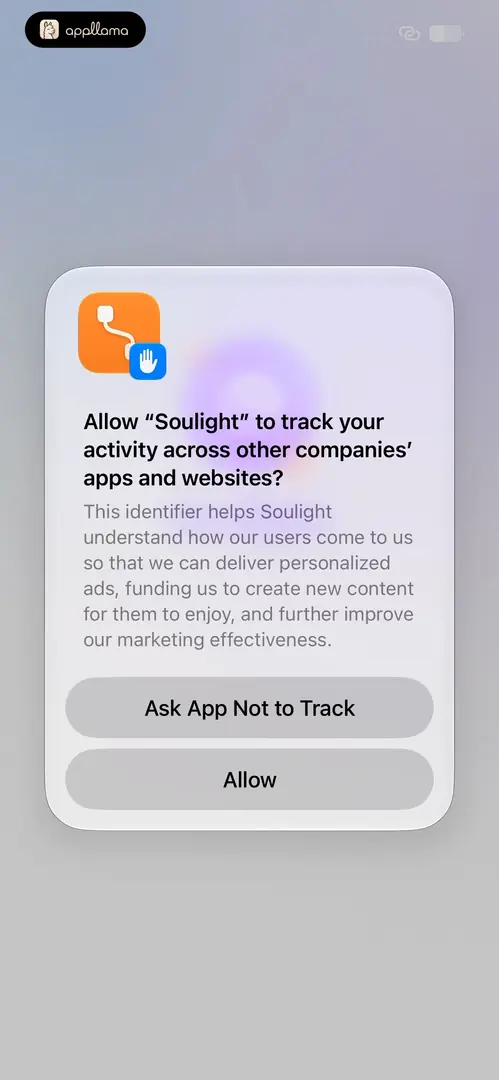 appllama
Allow “Soulight” to track your
activity across other companies’
apps and websites?
This identifier helps Soulight
understand how our users come to us
so that we can deliver personalized
ads, funding us to create new content
for them to enjoy, and further improve
our marketing effectiveness.
Ask App Not to Track
Allow